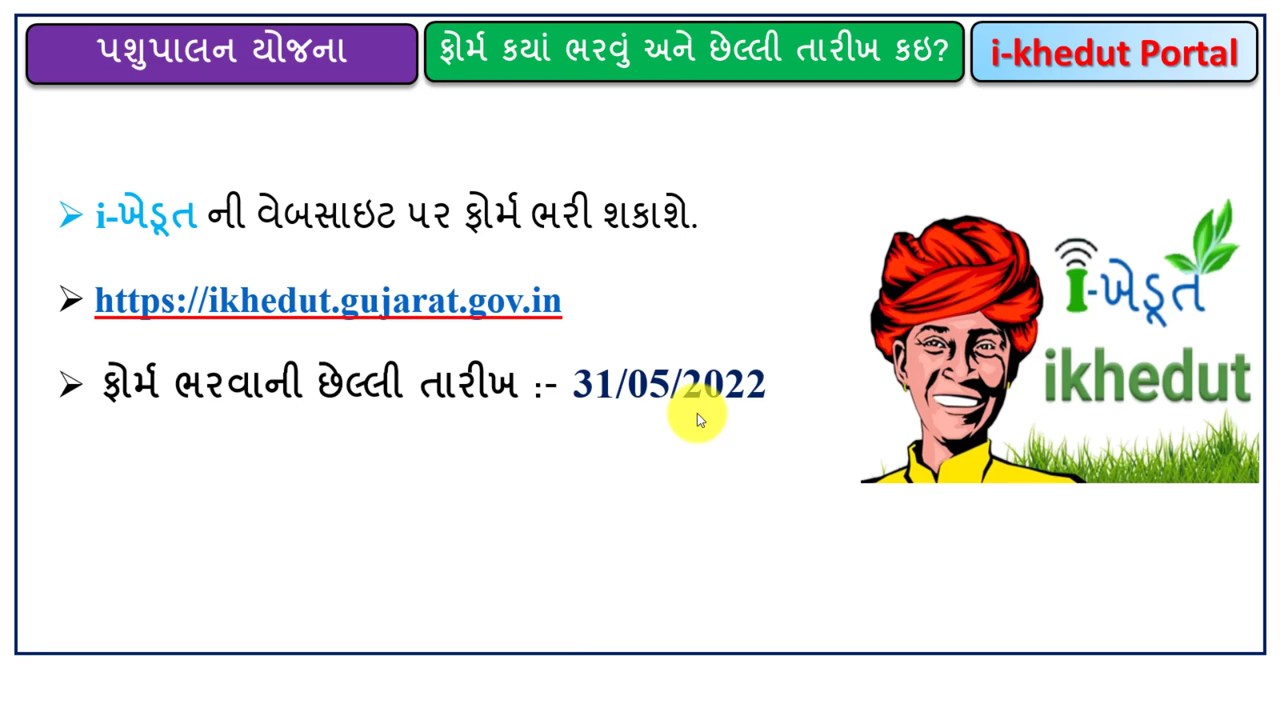 પશુપાલન યોજના
ફોર્મ કયાં ભરવું અને છેલ્લી તારીખ કઇ?
i-khedut Portal
➢ i-ખેડૂત ની વેબસાઇટ પર ફોર્મ ભરી શકાશે.
➢ https://ikhedut.gujarat.gov.in
➢ ફોર્મ ભરવાની છેલ્લી તારીખ :- 31/05/2022
i-ખેડૂત
ikhedut